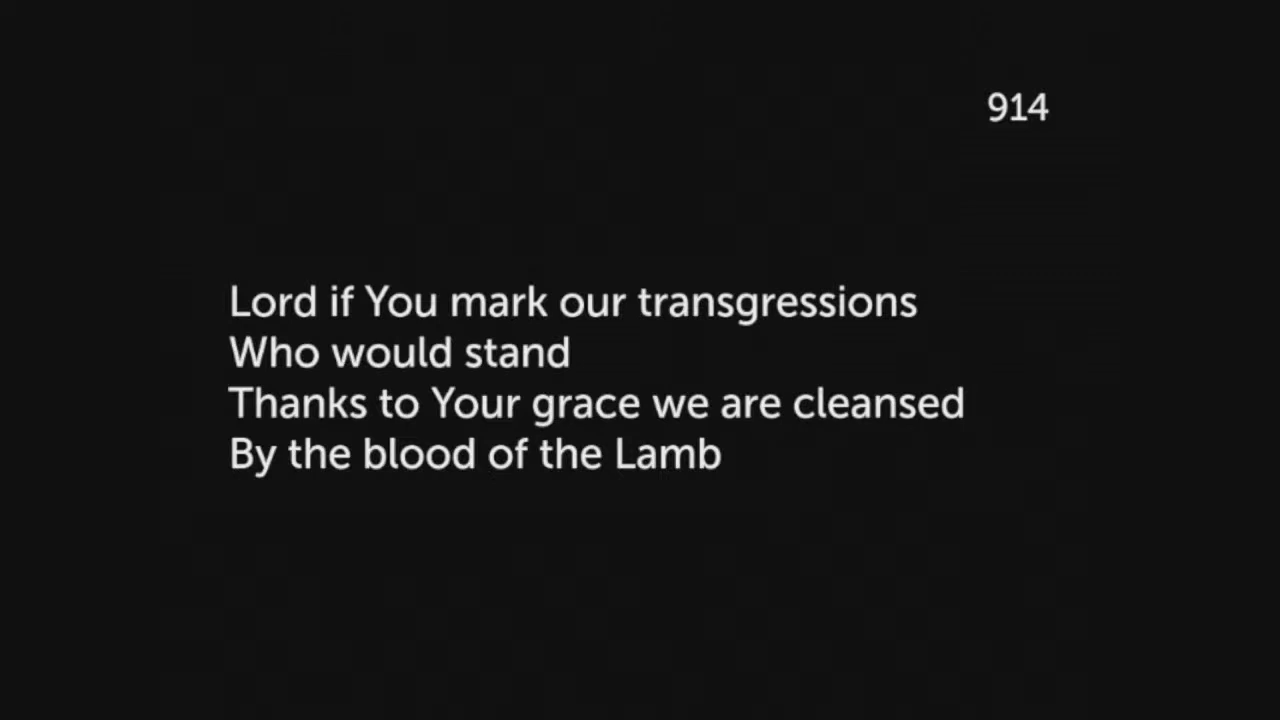 914
Lord if You mark our transgressions
Who would stand
Thanks to Your grace we are cleansed
By the blood of the Lamb